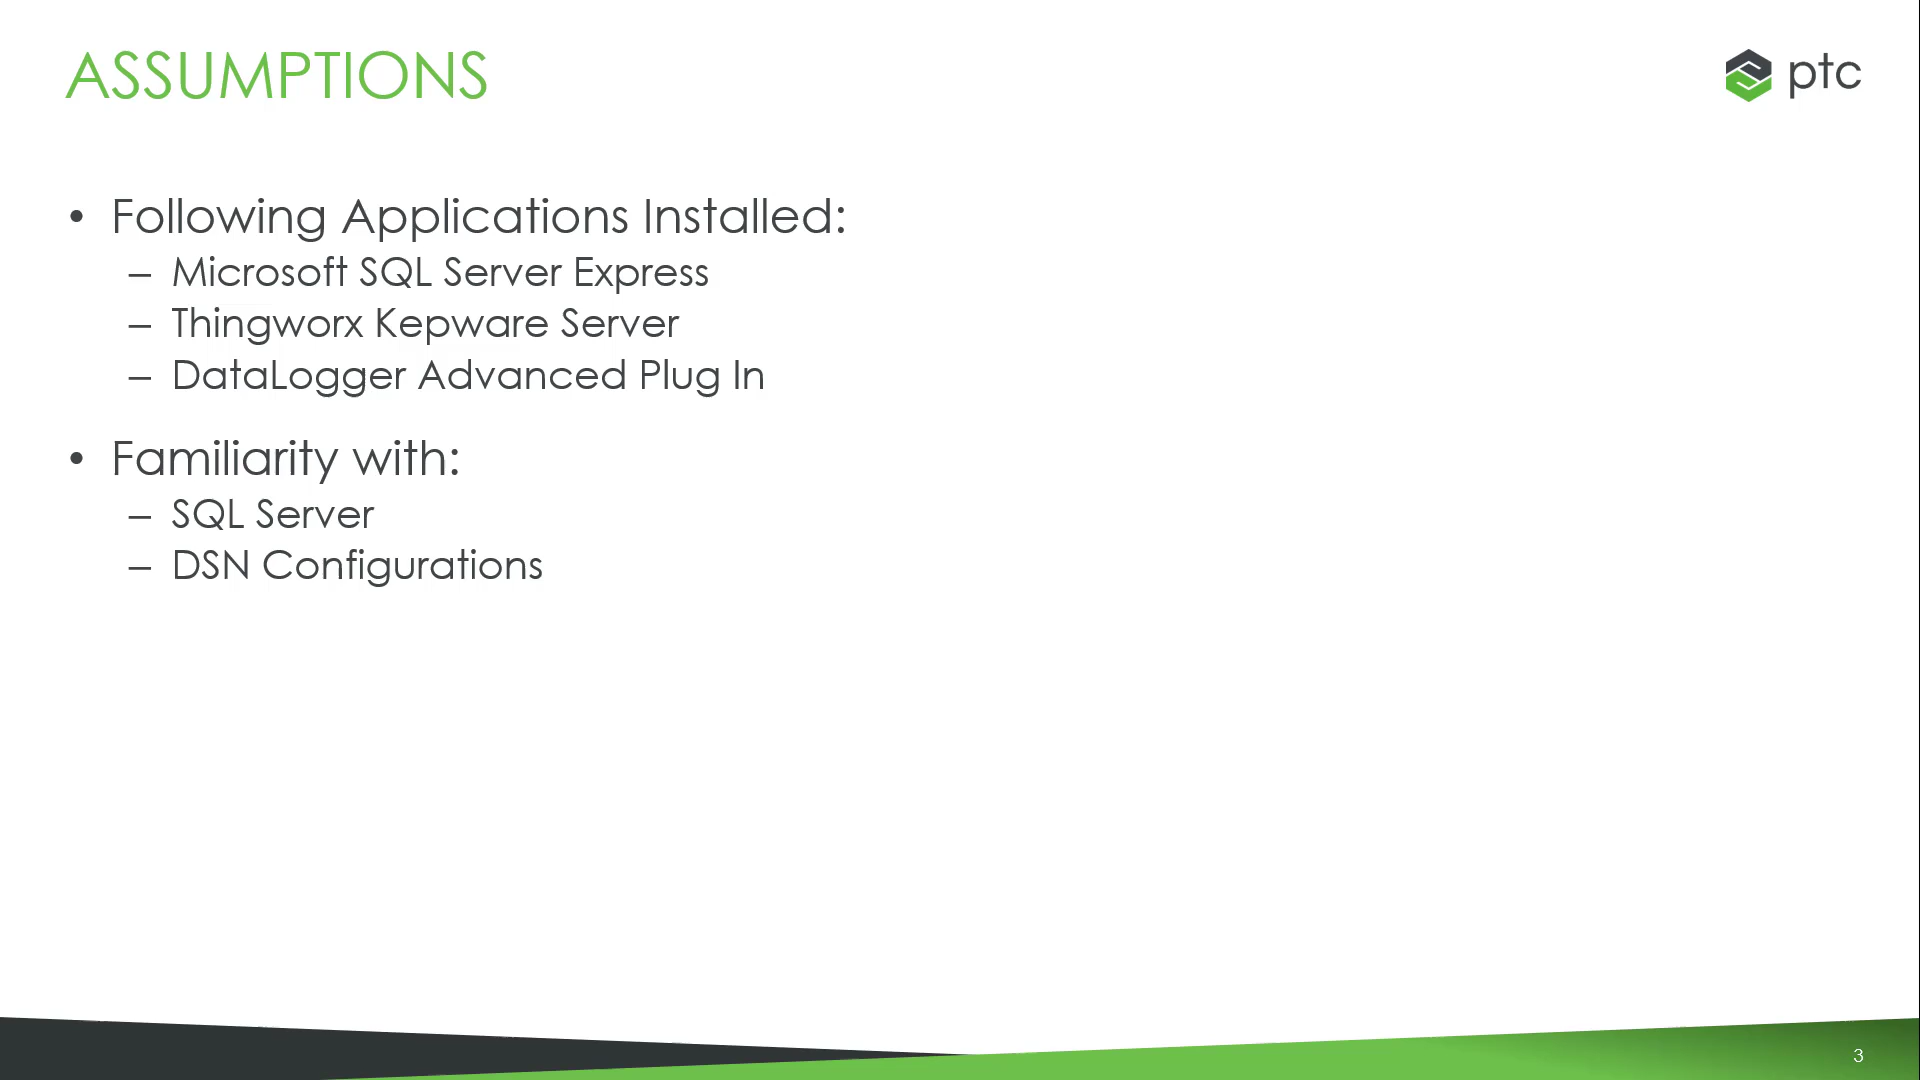 ASSUMPTIONS
ptc
• Following Applications Installed:
– Microsoft SQL Server Express
– Thingworx Kepware Server
– DataLogger Advanced Plug In
• Familiarity with:
– SQL Server
– DSN Configurations
3